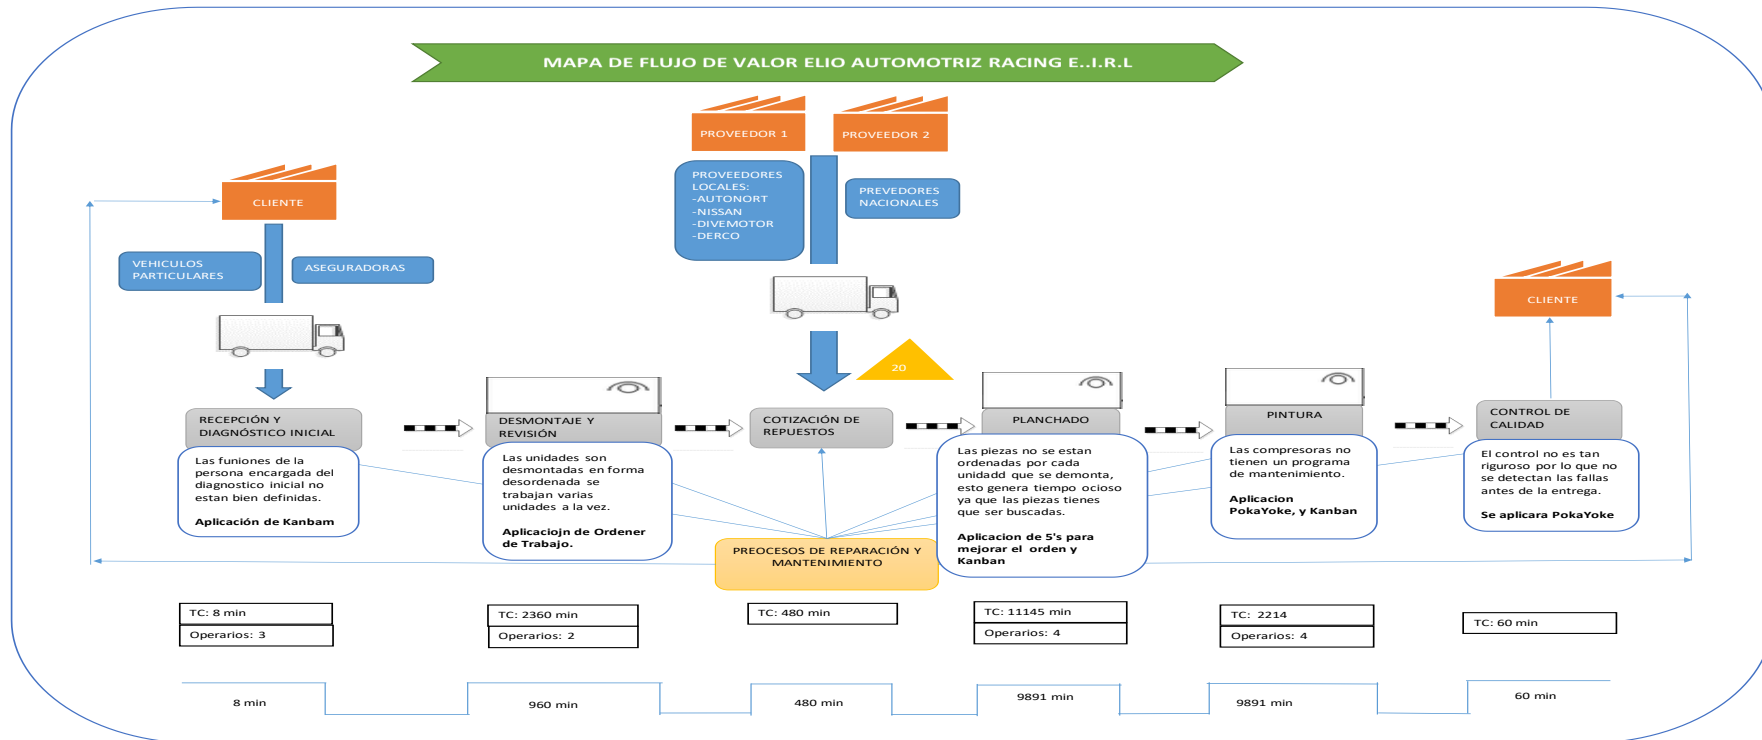 MAPA DE FLUJO DE VALOR ELIO AUTOMOTRIZ RACING E..I.R.L
PROVEEDOR 1
PROVEEDOR 2
PROVEEDORES
LOCALES:
-AUTONORT
-NISSAN
-DIVEMOTOR
-DERCO
PREVEDORES
NACIONALES
CLIENTE
VEHICULOS
PARTICULARES
ASEGURADORAS
CLIENTE
20
RECEPCIÓN Y
DIAGNÓSTICO INICIAL
Las funiones de la
persona encargada del
diagnostico inicial no
estan bien definidas.
Aplicación de Kanbam
DESMONTAJE Y
REVISIÓN
Las unidades son
desmontadas en forma
desordenada se
trabajan varias
unidades a la vez.
Aplicaciojn de Ordener
de Trabajo.
COTIZACIÓN DE
REPUESTOS
PLANCHADO
Las piezas no se estan
ordenadas por cada
unidadd que se demonta,
esto genera tiempo ocioso
ya que las piezas tienes
que ser buscadas.
Aplicacion de 5's para
mejorar el orden y
Kanban
PINTURA
Las compresoras no
tienen un programa
de mantenimiento.
Aplicacion
PokaYoke, y Kanban
CONTROL DE
CALIDAD
El control no es tan
riguroso por lo que no
se detectan las fallas
antes de la entrega.
Se aplicara PokaYoke
PREOCESOS DE REPARACIÓN Y
MANTENIMIENTO
TC: 8 min
Operarios: 3
TC: 2360 min
Operarios: 2
TC: 480 min
TC: 11145 min
Operarios: 4
TC: 2214
Operarios: 4
TC: 60 min
8 min
960 min
480 min
9891 min
9891 min
60 min